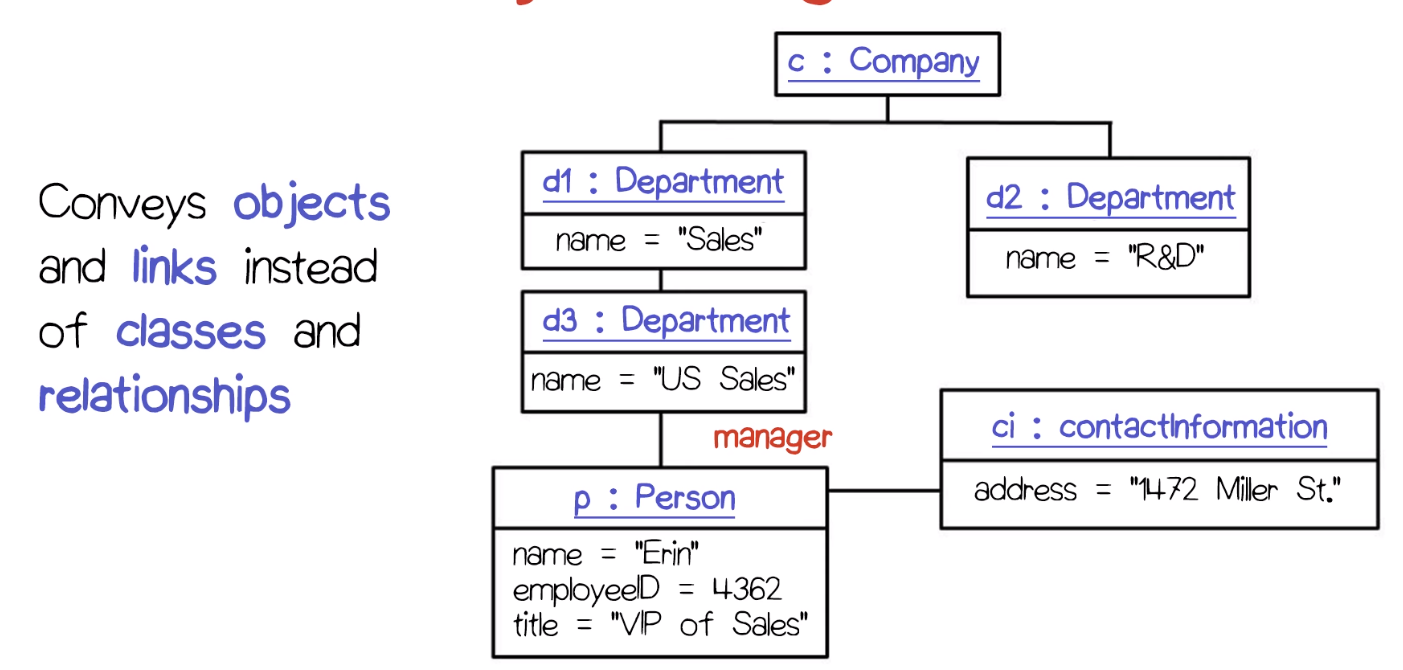 c : Company
Conveys objects
and links instead
of classes and
relationships
d1 : Department
name = "Sales"
d2 : Department
name = "R&D"
d3 : Department
name = "US Sales"
manager
p : Person
name = "Erin"
employeeID = 4362
title = "VIP of Sales"
ci : contactInformation
address = "1472 Miller St."